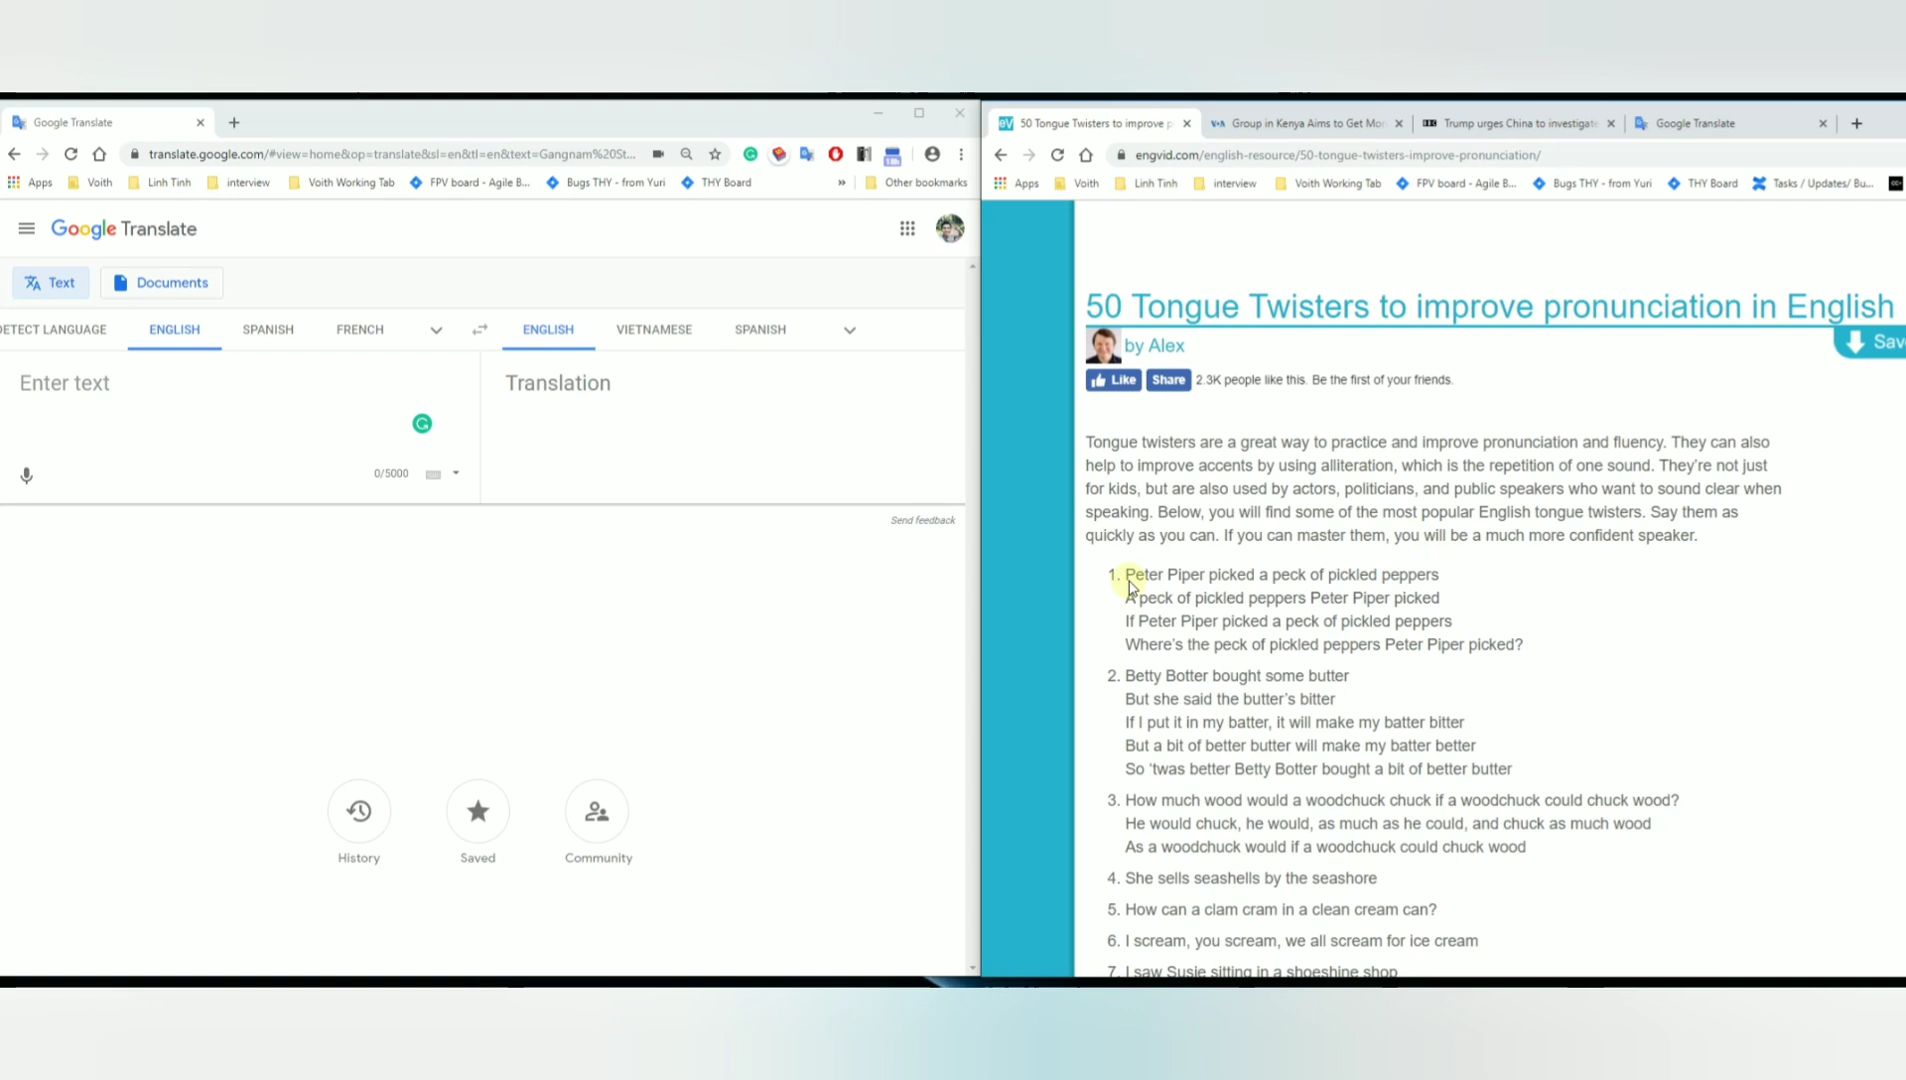 Google Translate
translate.google.com/#view=home&op=translate&sl=en&tl=en&text=Gangnam%20St...
Apps Voith Linh Tinh interview Voith Working Tab FPV board - Agile B... Bugs THY - from Yuri THY Board » Other bookmarks
Google Translate
Text Documents
DETECT LANGUAGE ENGLISH SPANISH FRENCH ENGLISH VIETNAMESE SPANISH
Enter text Translation
0/5000
Send feedback
History Saved Community
50 Tongue Twisters to improve p Group in Kenya Aims to Get Mor Trump urges China to investigate Google Translate
engvid.com/english-resource/50-tongue-twisters-improve-pronunciation/
Apps Voith Linh Tinh interview Voith Working Tab FPV board - Agile B... Bugs THY - from Yuri THY Board Tasks / Updates/ Bu...
50 Tongue Twisters to improve pronunciation in English
by Alex
Sav
Like Share 2.3K people like this. Be the first of your friends.
Tongue twisters are a great way to practice and improve pronunciation and fluency. They can also
help to improve accents by using alliteration, which is the repetition of one sound. They're not just
for kids, but are also used by actors, politicians, and public speakers who want to sound clear when
speaking. Below, you will find some of the most popular English tongue twisters. Say them as
quickly as you can. If you can master them, you will be a much more confident speaker.
1. Peter Piper picked a peck of pickled peppers
A peck of pickled peppers Peter Piper picked
If Peter Piper picked a peck of pickled peppers
Where's the peck of pickled peppers Peter Piper picked?
2. Betty Botter bought some butter
But she said the butter's bitter
If I put it in my batter, it will make my batter bitter
But a bit of better butter will make my batter better
So 'twas better Betty Botter bought a bit of better butter
3. How much wood would a woodchuck chuck if a woodchuck could chuck wood?
He would chuck, he would, as much as he could, and chuck as much wood
As a woodchuck would if a woodchuck could chuck wood
4. She sells seashells by the seashore
5. How can a clam cram in a clean cream can?
6. I scream, you scream, we all scream for ice cream
7. I saw Susie sitting in a shoeshine shop